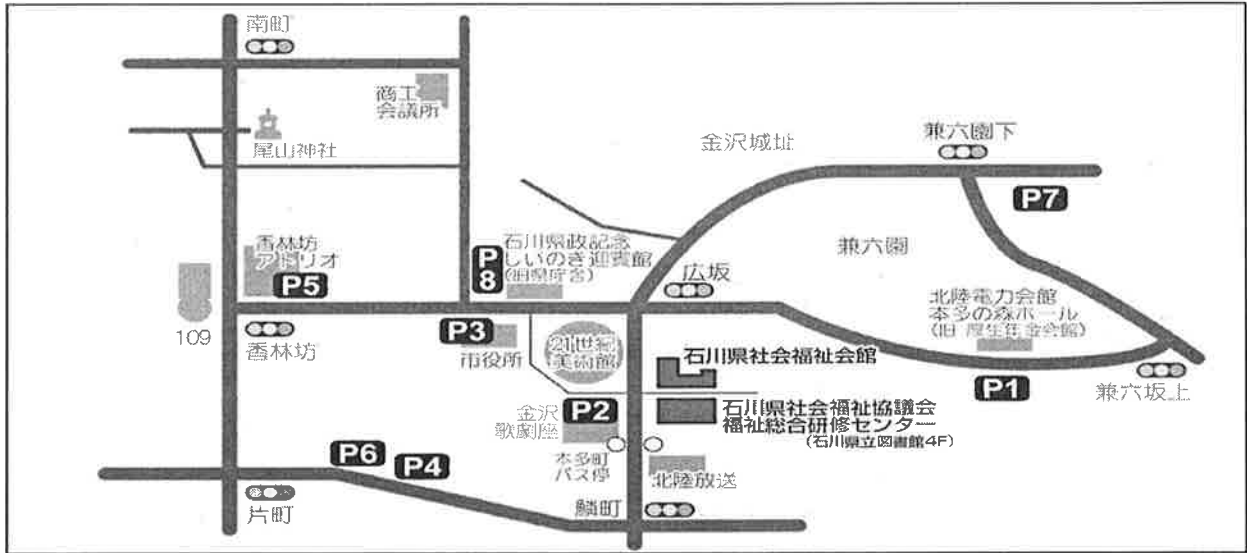 南町
商工
会議所
尾山神社
金沢城址
兼六園下
P7
香林坊
アトリオ
P5
P
8
石川県政記念
しいのき迎賓館
(旧県庁舎)
広坂
兼六園
北陸電力会館
本多の森ホール
(旧 厚生年金会館)
109
香林坊
P3
市役所
21世紀
美術館
石川県社会福祉会館
P1
兼六坂上
金沢
歌劇座
P2
石川県社会福祉協議会
福祉総合研修センター
(石川県立図書館4F)
本多町
バス停
北陸放送
P6
P4
片町
鱗町